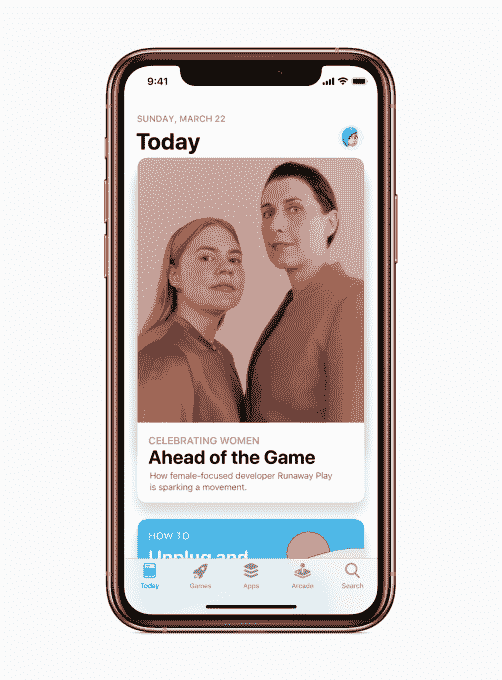 9:41
SUNDAY, MARCH 22
Today
CELEBRATING WOMEN
Ahead of the Game
How female-focused developer Runaway Play
is sparking a movement.
HOW TO
Unplug and
Today
Games
Apps
Arcade
Search